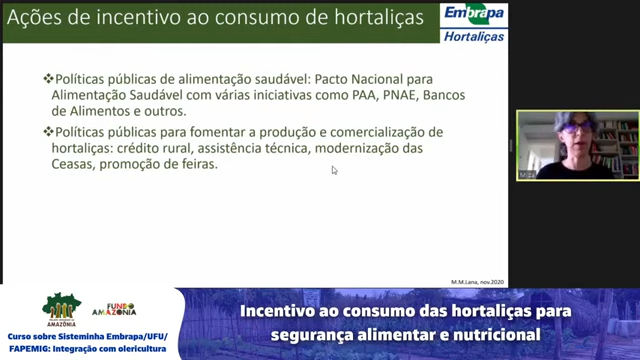 Ações de incentivo ao consumo de hortaliças
Embrapa
Hortaliças
❖Políticas públicas de alimentação saudável: Pacto Nacional para
Alimentação Saudável com várias iniciativas como PAA, PNAE, Bancos
de Alimentos e outros.
❖Políticas públicas para fomentar a produção e comercialização de
hortaliças: crédito rural, assistência técnica, modernização das
Ceasas, promoção de feiras.
M.M.Lana, nov.2020
AMAZÔNIA
FUNDO
AMAZÔNIA
Curso sobre Sisteminha Embrapa/UFU/
FAPEMIG: Integração com olericultura
Incentivo ao consumo das hortaliças para
segurança alimentar e nutricional